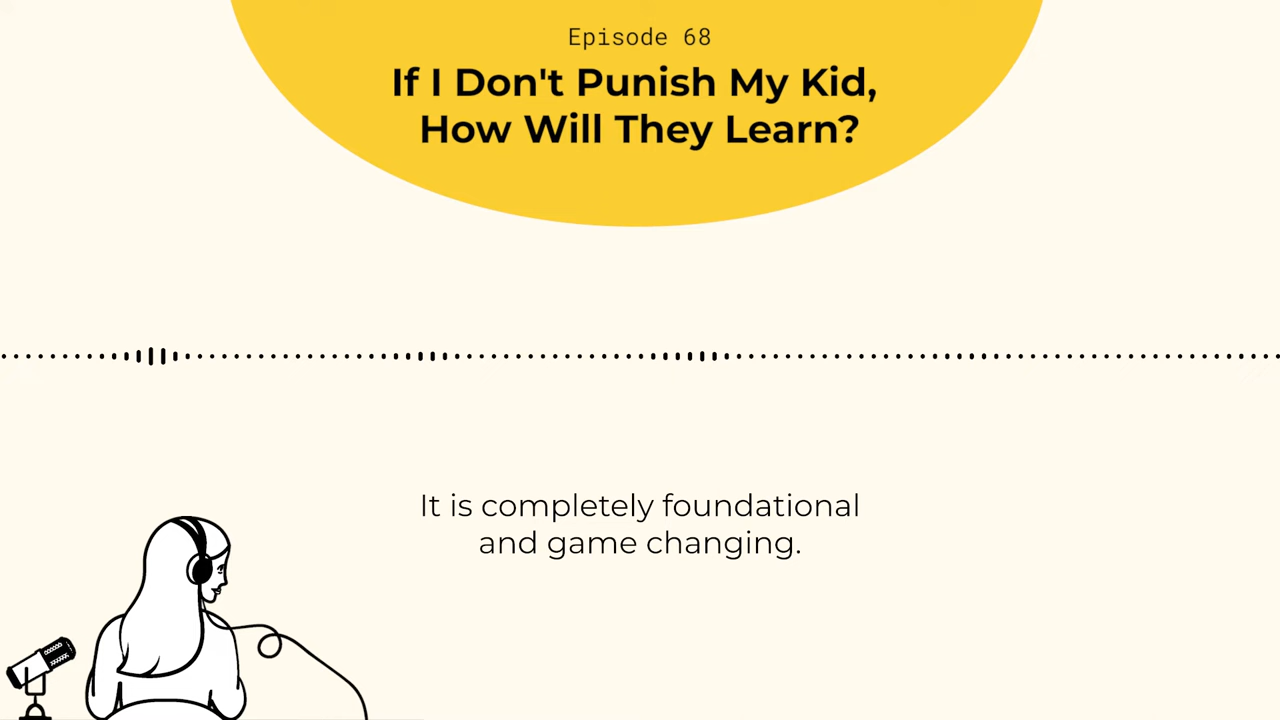 Episode 68
If I Don't Punish My Kid,
How Will They Learn?
It is completely foundational
and game changing.